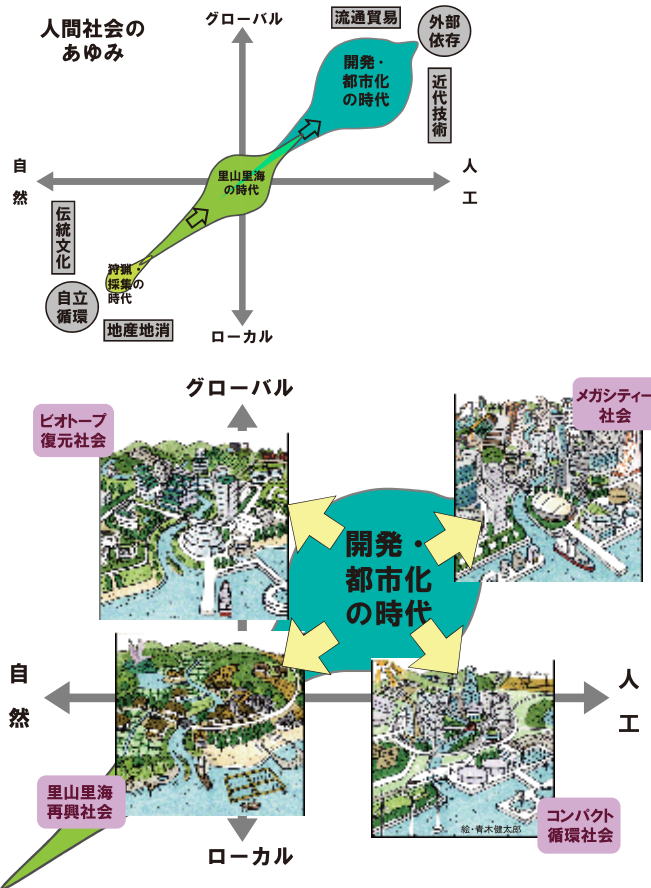 人間社会の
あゆみ
グローバル
流通貿易
外部
依存
開発・
都市化
の時代
近代技術
自然
里山里海
の時代
人工
伝統文化
狩猟・
採集の
時代
自立
循環
地産地消
ローカル
グローバル
ビオトープ
復元社会
メガシティー
社会
開発・
都市化
の時代
自然
人工
里山里海
再興社会
コンパクト
循環社会
絵・青木健太郎
ローカル